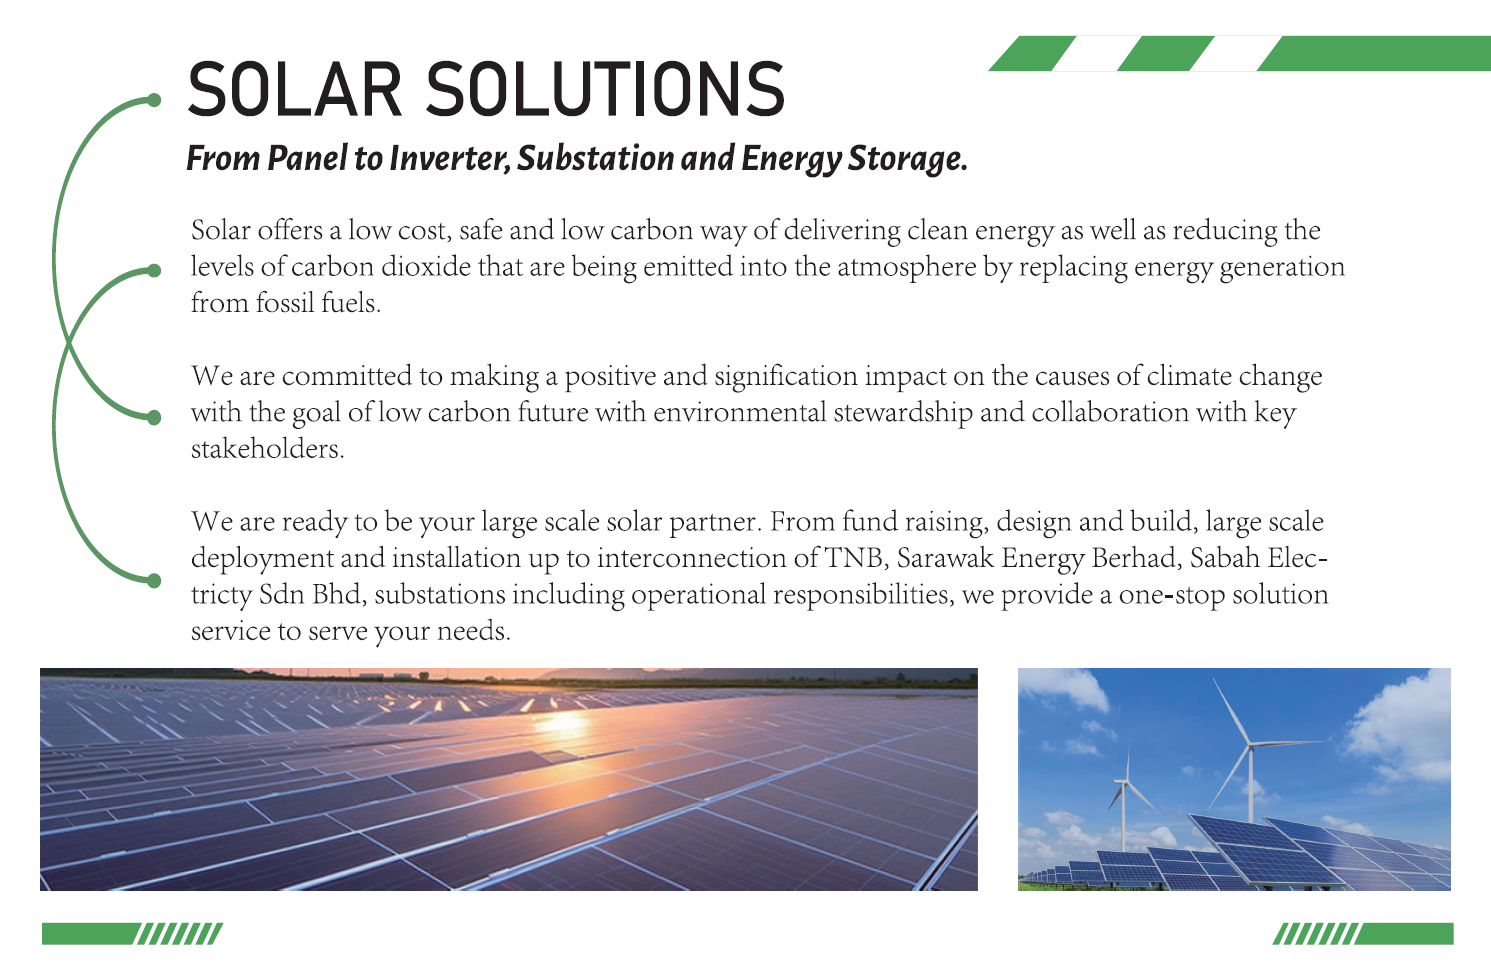 SOLAR SOLUTIONS
From Panel to Inverter, Substation and Energy Storage.
Solar offers a low cost, safe and low carbon way of delivering clean energy as well as reducing the
levels of carbon dioxide that are being emitted into the atmosphere by replacing energy generation
from fossil fuels.
We are committed to making a positive and signification impact on the causes of climate change
with the goal of low carbon future with environmental stewardship and collaboration with key
stakeholders.
We are ready to be your large scale solar partner. From fund raising, design and build, large scale
deployment and installation up to interconnection of TNB, Sarawak Energy Berhad, Sabah Elec-
tricty Sdn Bhd, substations including operational responsibilities, we provide a one-stop solution
service to serve your needs.